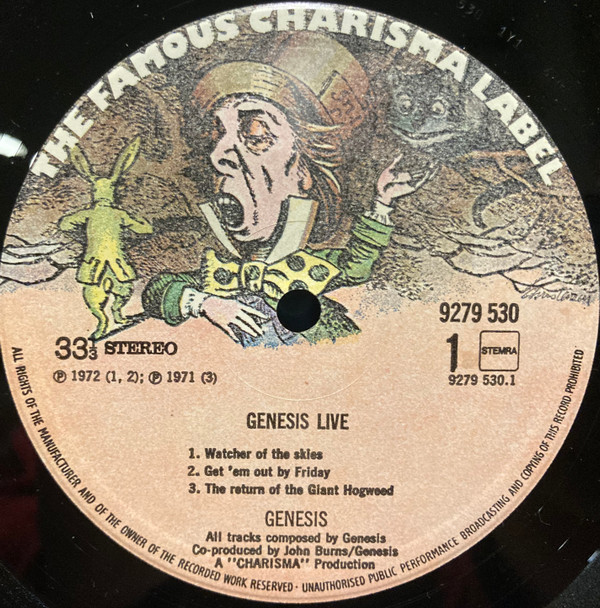 THE FAMOUS CHARISMA LABEL
9279 530
33⅓ STEREO
1
STEMRA
℗ 1972 (1, 2); ℗ 1971 (3)
9279 530.1
GENESIS LIVE
1. Watcher of the skies
2. Get 'em out by Friday
3. The return of the Giant Hogweed
GENESIS
All tracks composed by Genesis
Co-produced by John Burns/Genesis
A "CHARISMA" Production
ALL RIGHTS OF THE MANUFACTURER AND OF THE OWNER OF THE RECORDED WORK RESERVED · UNAUTHORISED PUBLIC PERFORMANCE BROADCASTING AND COPYING OF THIS RECORD PROHIBITED